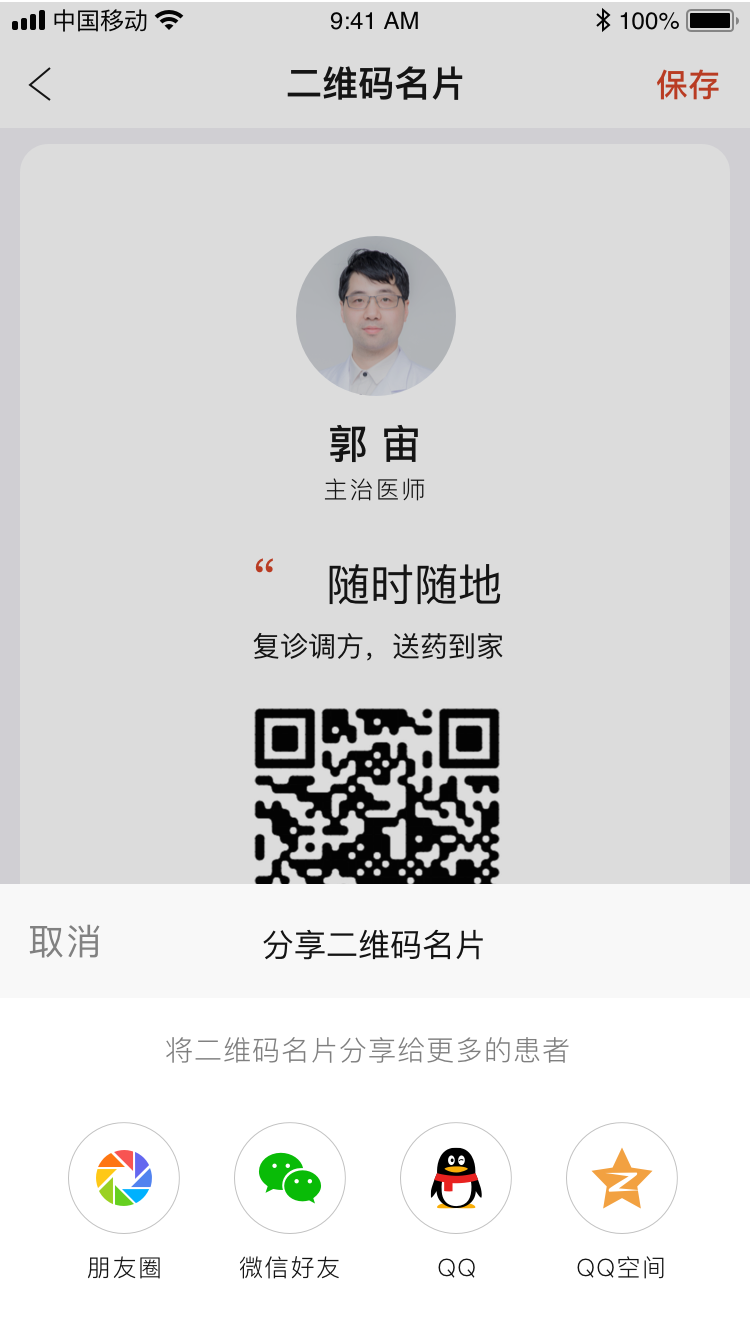 中国移动 9:41 AM 100%
二维码名片 保存
郭 宙
主治医师
“ 随时随地
复诊调方，送药到家
取消 分享二维码名片
将二维码名片分享给更多的患者
朋友圈 微信好友 QQ QQ空间